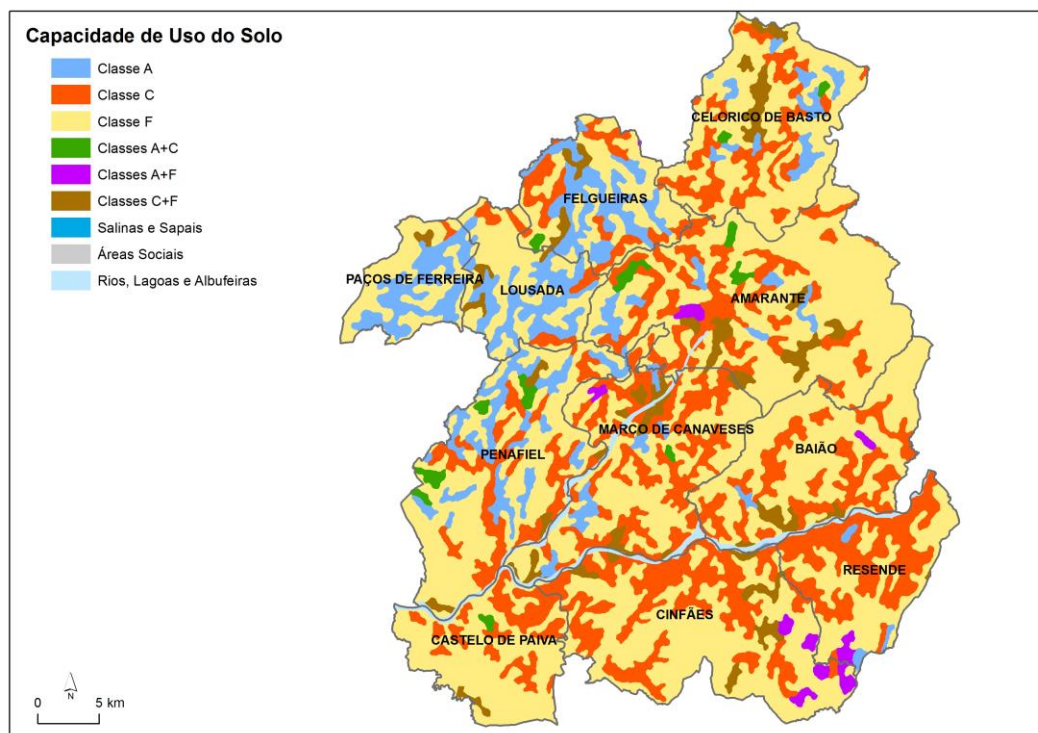 Capacidade de Uso do Solo
Classe A
Classe C
Classe F
Classes A+C
Classes A+F
Classes C+F
Salinas e Sapais
Áreas Sociais
Rios, Lagoas e Albufeiras
CELORICO DE BASTO
FELGUEIRAS
PAÇOS DE FERREIRA
LOUSADA
AMARANTE
MARCO DE CANAVESES
BAIÃO
PENAFIEL
RESENDE
CINFÃES
CASTELO DE PAIVA
N
0 5 km